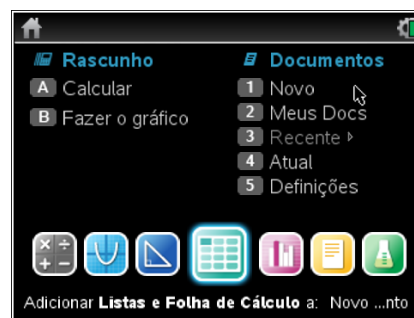 Rascunho
A Calcular
B Fazer o gráfico
Documentos
1 Novo
2 Meus Docs
3 Recente ▸
4 Atual
5 Definições
Adicionar Listas e Folha de Cálculo a: Novo ...nto